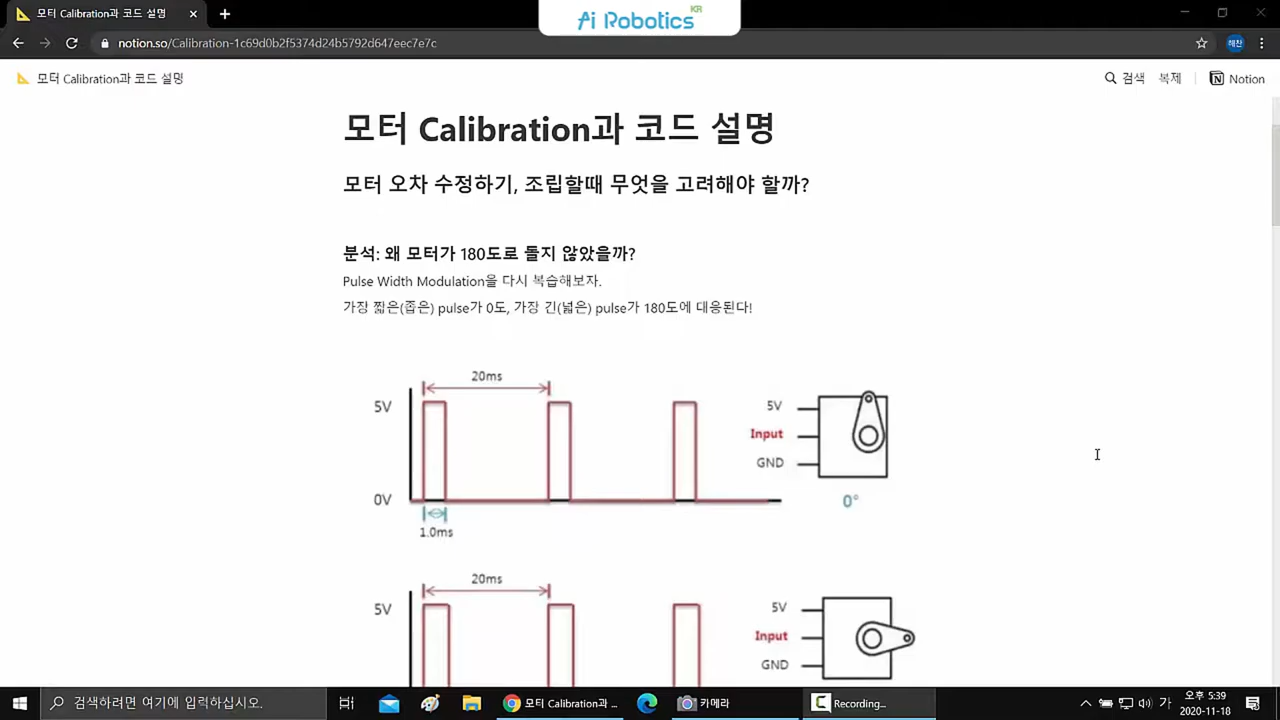 모터 Calibration과 코드 설명
Ai Robotics KR
notion.so/Calibration-1c69d0b2f5374d24b5792d647eec7e7c
해찬
모터 Calibration과 코드 설명
검색
복제
Notion
모터 Calibration과 코드 설명
모터 오차 수정하기, 조립할때 무엇을 고려해야 할까?
분석: 왜 모터가 180도로 돌지 않았을까?
Pulse Width Modulation을 다시 복습해보자.
가장 짧은(좁은) pulse가 0도, 가장 긴(넓은) pulse가 180도에 대응된다!
20ms
5V
0V
1.0ms
5V
Input
GND
0°
20ms
5V
5V
Input
GND
검색하려면 여기에 입력하십시오.
모터 Calibration과 ...
카메라
Recording...
가
오후 5:39
2020-11-18